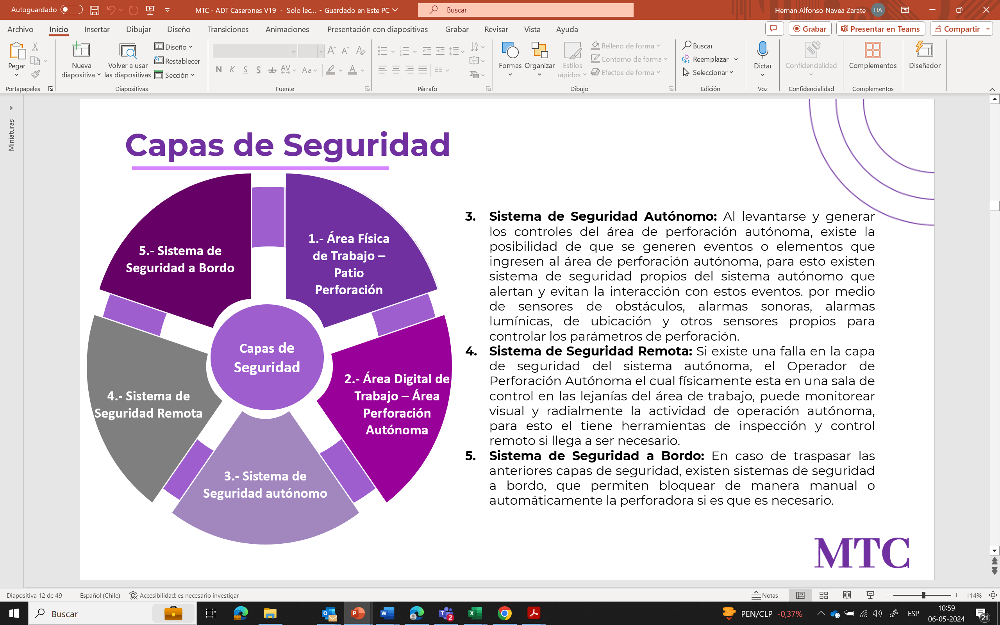 Autoguardado
MTC - ADT Caserones V19 - Solo lec... • Guardado en Este PC
Buscar
Hernan Alfonso Navea Zarate
HA
Archivo Inicio Insertar Dibujar Diseño Transiciones Animaciones Presentación con diapositivas Grabar Revisar Vista Ayuda
Grabar
Presentar en Teams
Compartir
Pegar
Portapapeles
Nueva
diapositiva
Volver a usar
las diapositivas
Diseño
Restablecer
Sección
Diapositivas
N K S S ab AV Aa A
Fuente
Párrafo
Formas
Organizar
Estilos
rápidos
Relleno de forma
Contorno de forma
Efectos de forma
Dibujo
Buscar
Reemplazar
Seleccionar
Edición
Dictar
Voz
Confidencialidad
Confidencialidad
Complementos
Complementos
Diseñador
Miniaturas
Capas de Seguridad
1.- Área Física
de Trabajo –
Patio
Perforación
2.- Área Digital de
Trabajo – Área
Perforación
Autónoma
3.- Sistema de
Seguridad autónomo
4.- Sistema de
Seguridad Remota
5.- Sistema de
Seguridad a Bordo
Capas de
Seguridad
3. Sistema de Seguridad Autónomo: Al levantarse y generar
los controles del área de perforación autónoma, existe la
posibilidad de que se generen eventos o elementos que
ingresen al área de perforación autónoma, para esto existen
sistema de seguridad propios del sistema autónomo que
alertan y evitan la interacción con estos eventos. por medio
de sensores de obstáculos, alarmas sonoras, alarmas
lumínicas, de ubicación y otros sensores propios para
controlar los parámetros de perforación.
4. Sistema de Seguridad Remota: Si existe una falla en la capa
de seguridad del sistema autónoma, el Operador de
Perforación Autónoma el cual físicamente esta en una sala de
control en las lejanías del área de trabajo, puede monitorear
visual y radialmente la actividad de operación autónoma,
para esto el tiene herramientas de inspección y control
remoto si llega a ser necesario.
5. Sistema de Seguridad a Bordo: En caso de traspasar las
anteriores capas de seguridad, existen sistemas de seguridad
a bordo, que permiten bloquear de manera manual o
automáticamente la perforadora si es que es necesario.
MTC
Diapositiva 12 de 49
Español (Chile)
Accesibilidad: es necesario investigar
Notas
114%
Buscar
PEN/CLP -0,37%
ESP
10:59
06-05-2024
21